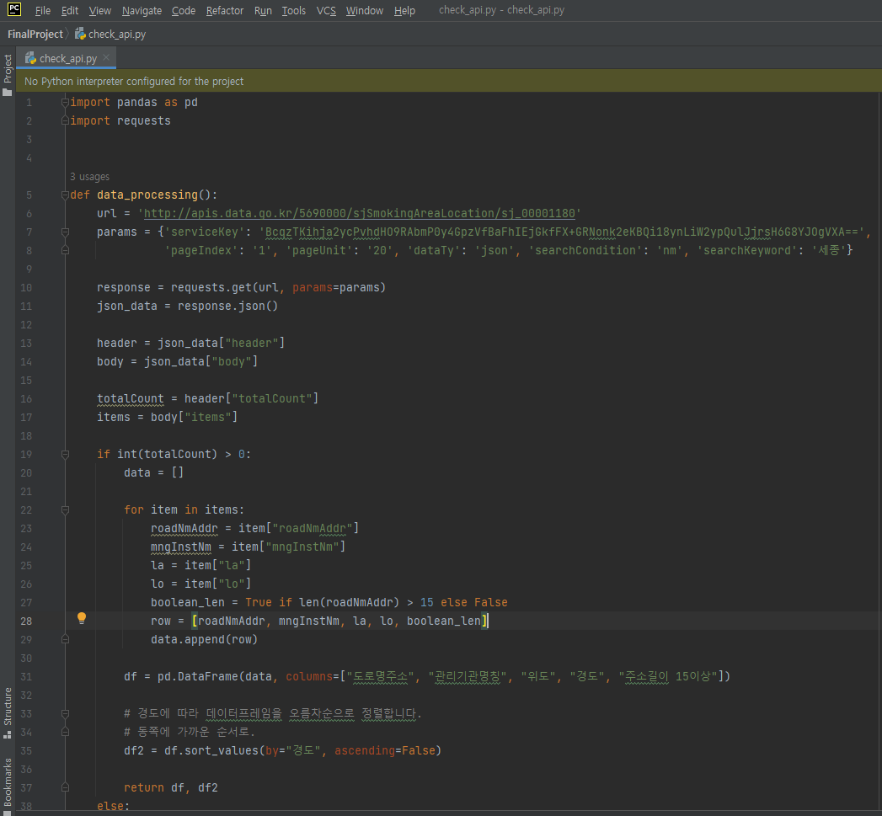 PC File Edit View Navigate Code Refactor Run Tools VCS Window Help check_api.py - check_api.py
FinalProject check_api.py
Project
check_api.py
No Python interpreter configured for the project
1 import pandas as pd
2 import requests
3
4
3 usages
5 def data_processing():
6 url = 'http://apis.data.go.kr/5690000/sjSmokingAreaLocation/sj_00001180'
7 params = {'serviceKey': 
8 'pageIndex': '1', 'pageUnit': '20', 'dataTy': 'json', 'searchCondition': 'nm', 'searchKeyword': '세종'}
9
10 response = requests.get(url, params=params)
11 json_data = response.json()
12
13 header = json_data["header"]
14 body = json_data["body"]
15
16 totalCount = header["totalCount"]
17 items = body["items"]
18
19 if int(totalCount) > 0:
20 data = []
21
22 for item in items:
23 roadNmAddr = item["roadNmAddr"]
24 mngInstNm = item["mngInstNm"]
25 la = item["la"]
26 lo = item["lo"]
27 boolean_len = True if len(roadNmAddr) > 15 else False
28 row = [roadNmAddr, mngInstNm, la, lo, boolean_len]
29 data.append(row)
30
31 df = pd.DataFrame(data, columns=["도로명주소", "관리기관명칭", "위도", "경도", "주소길이 15이상"])
32
33 # 경도에 따라 데이터프레임을 오름차순으로 정렬합니다.
34 # 동쪽에 가까운 순서로.
35 df2 = df.sort_values(by="경도", ascending=False)
36
37 return df, df2
38 else:
Structure
Bookmarks